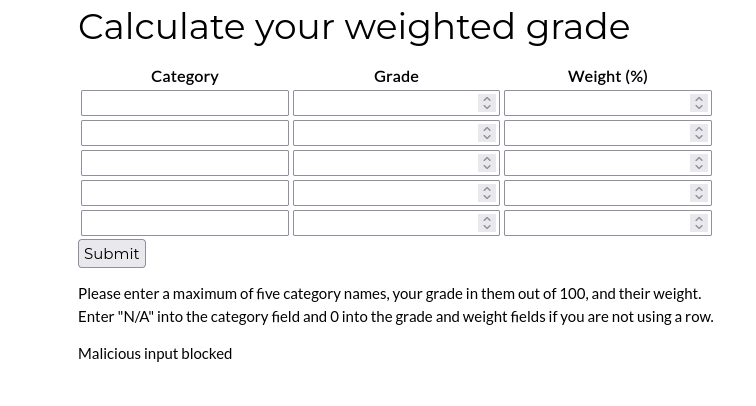 Calculate your weighted grade
Category Grade Weight (%)
Submit
Please enter a maximum of five category names, your grade in them out of 100, and their weight.
Enter "N/A" into the category field and 0 into the grade and weight fields if you are not using a row.
Malicious input blocked